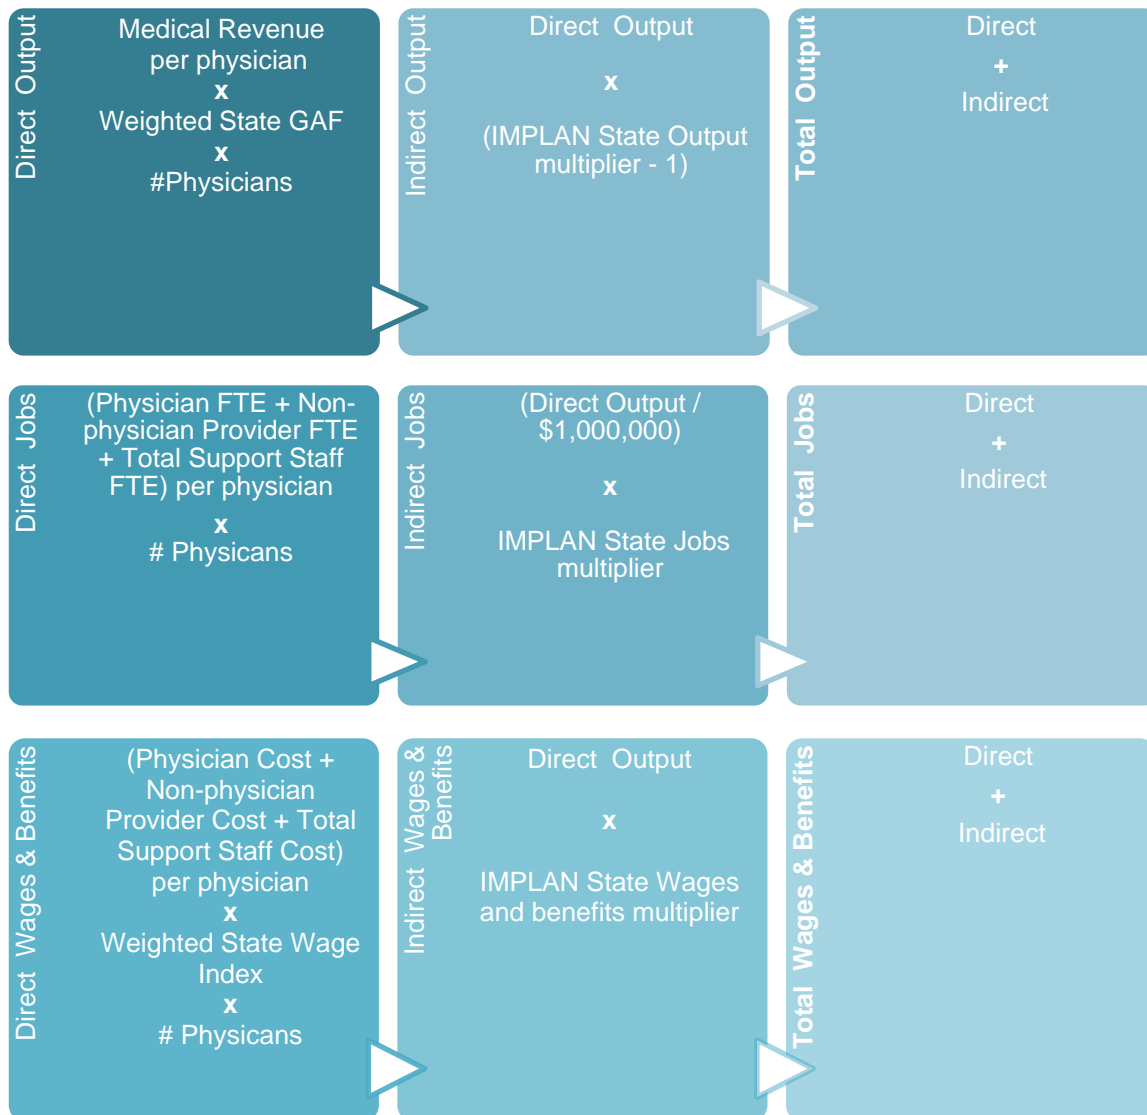 Direct Output
Medical Revenue
per physician
x
Weighted State GAF
x
#Physicians
Indirect Output
Direct Output
x
(IMPLAN State Output
multiplier - 1)
Total Output
Direct
+
Indirect
Direct Jobs
(Physician FTE + Non-
physician Provider FTE
+ Total Support Staff
FTE) per physician
x
# Physicans
Indirect Jobs
(Direct Output /
$1,000,000)
x
IMPLAN State Jobs
multiplier
Total Jobs
Direct
+
Indirect
Direct Wages & Benefits
(Physician Cost +
Non-physician
Provider Cost + Total
Support Staff Cost)
per physician
x
Weighted State Wage
Index
x
# Physicans
Indirect Wages &
Benefits
Direct Output
x
IMPLAN State Wages
and benefits multiplier
Total Wages & Benefits
Direct
+
Indirect